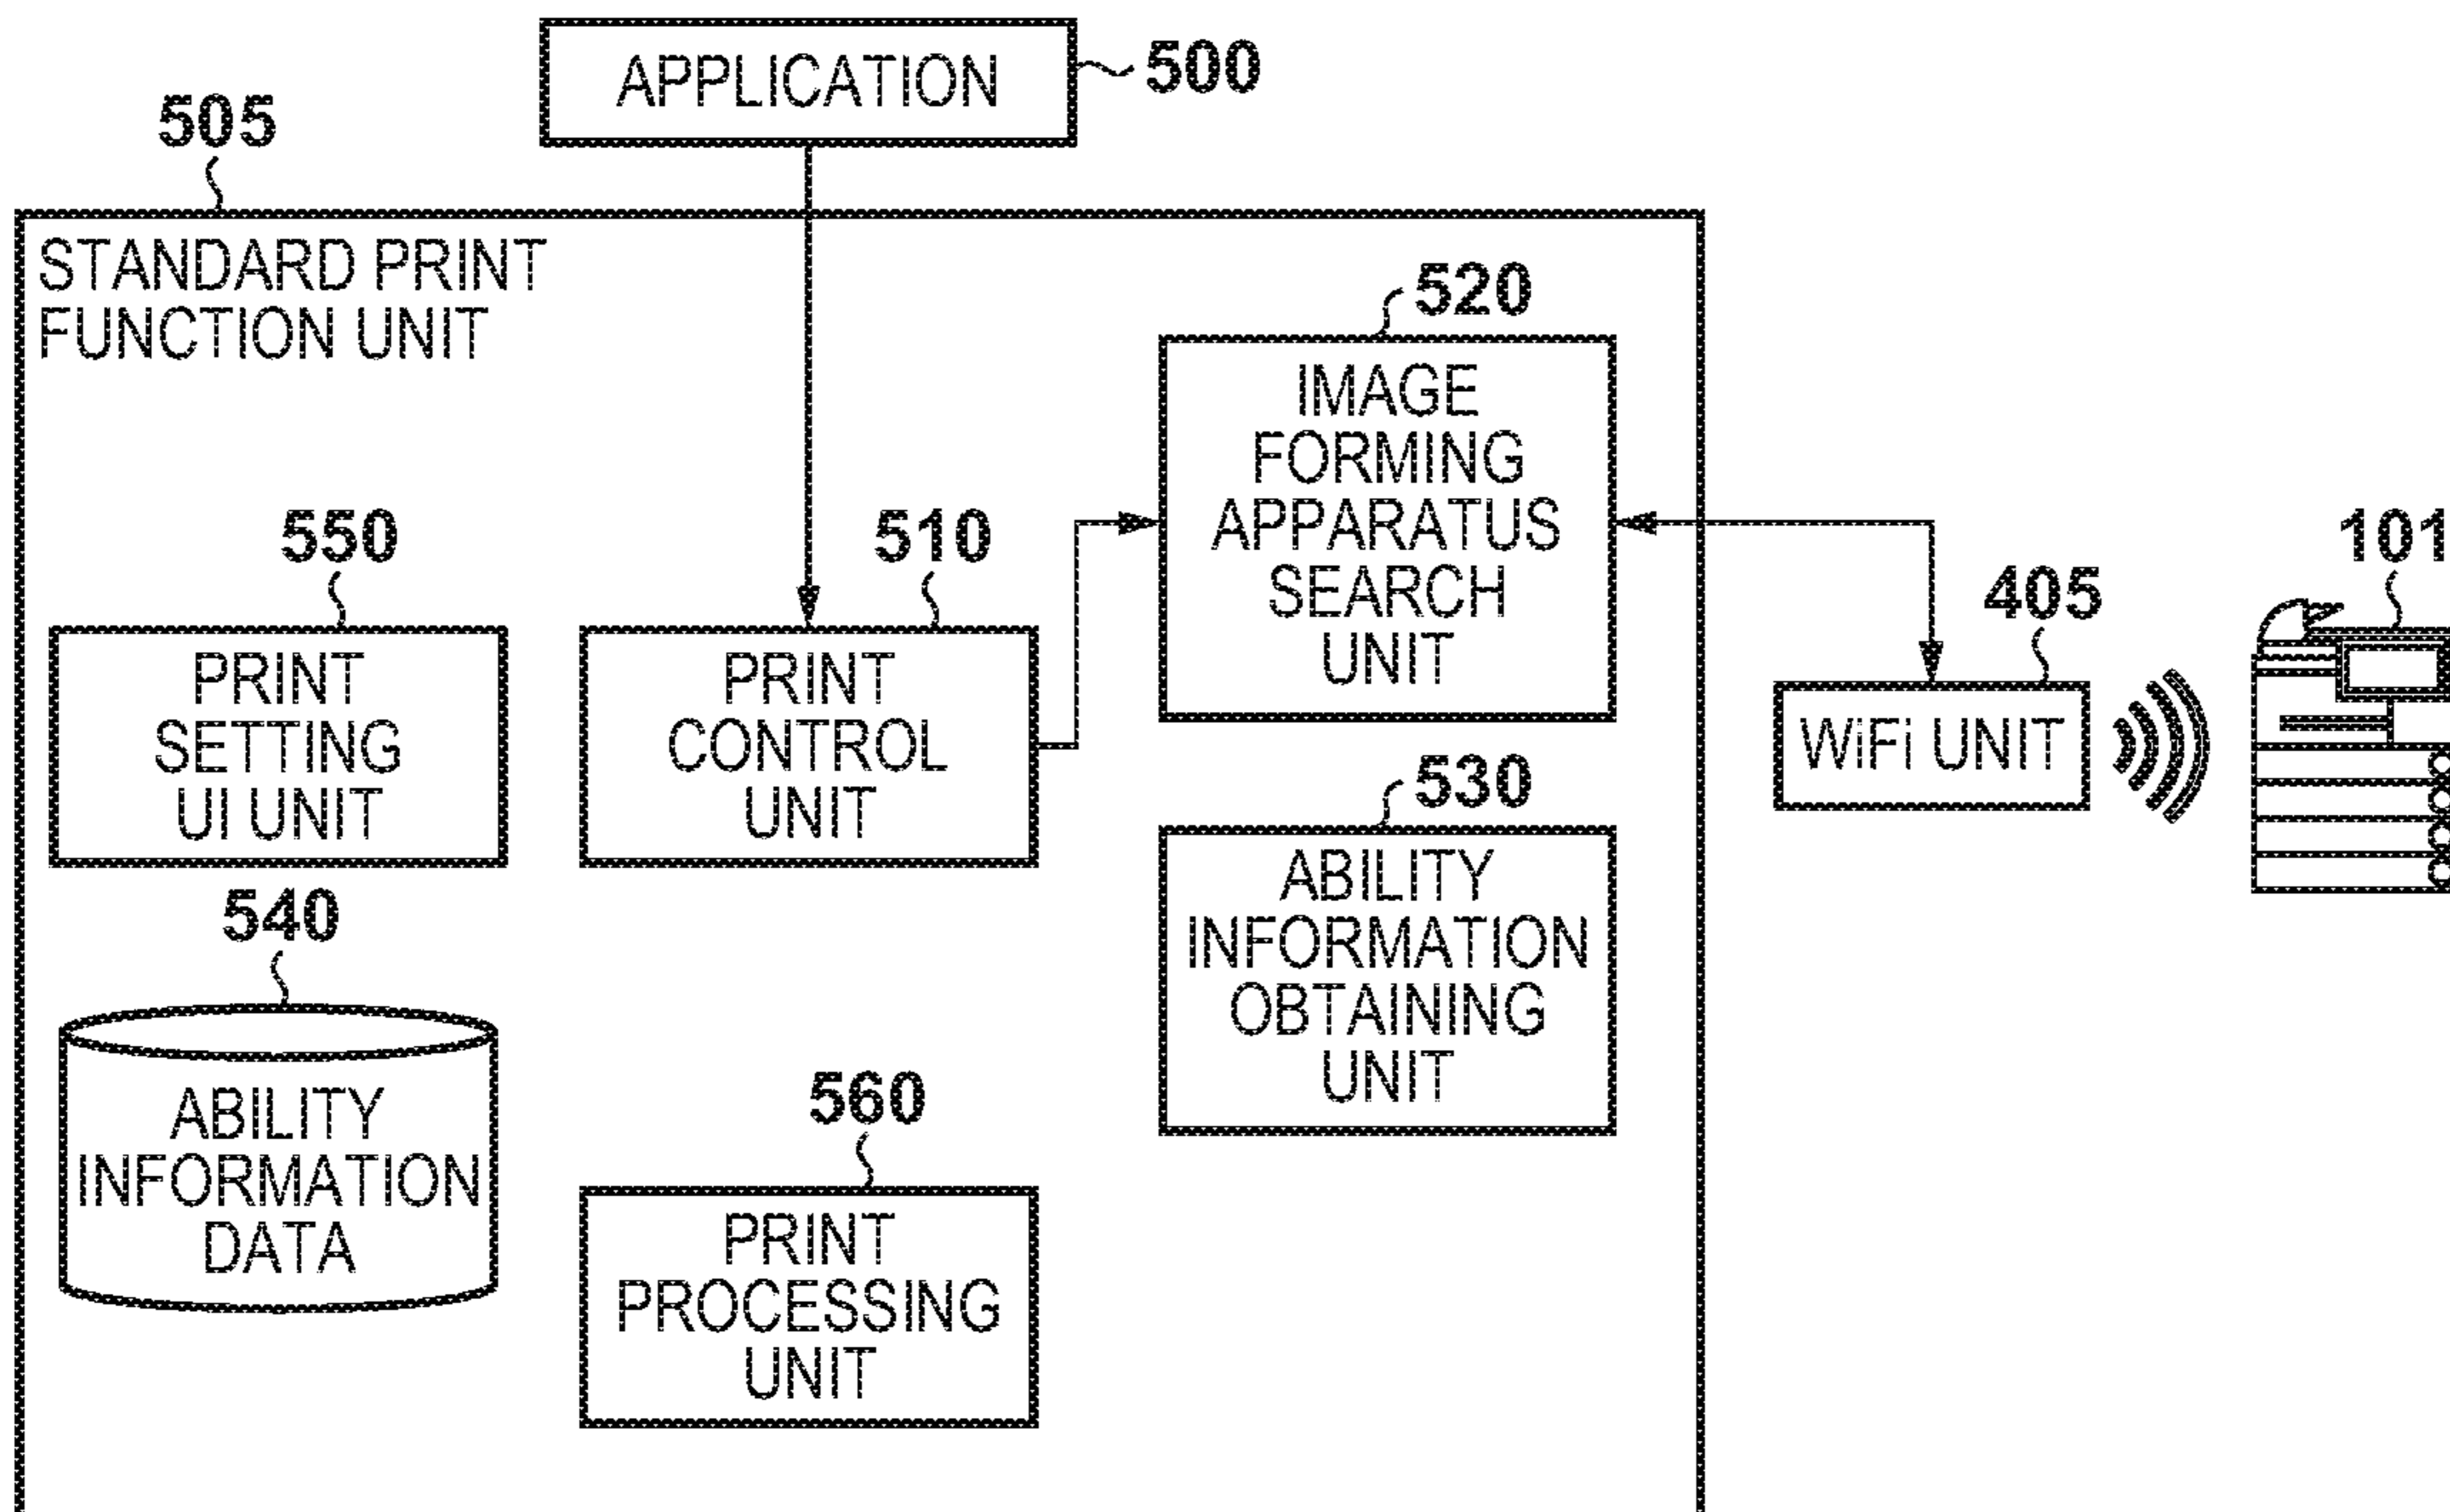 APPLICATION
500
505
STANDARD PRINT
FUNCTION UNIT
520
IMAGE
FORMING
APPARATUS
SEARCH
UNIT
550
PRINT
SETTING
UI UNIT
510
PRINT
CONTROL
UNIT
405
WiFi UNIT
101
530
ABILITY
INFORMATION
OBTAINING
UNIT
540
ABILITY
INFORMATION
DATA
560
PRINT
PROCESSING
UNIT